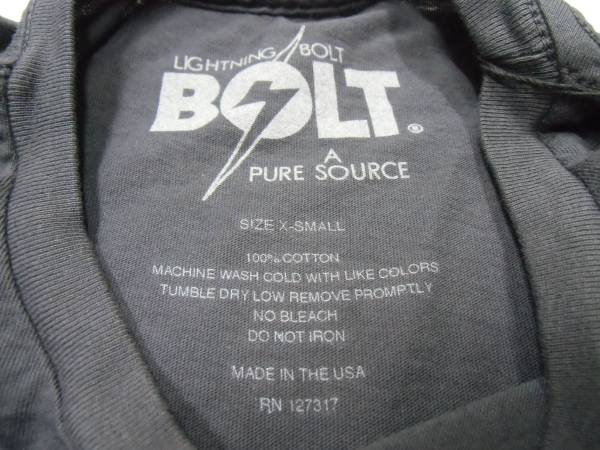 LIGHTNING BOLT
BOLT®
A
PURE SOURCE
SIZE X-SMALL
100% COTTON
MACHINE WASH COLD WITH LIKE COLORS
TUMBLE DRY LOW REMOVE PROMPTLY
NO BLEACH
DO NOT IRON
MADE IN THE USA
RN 127317